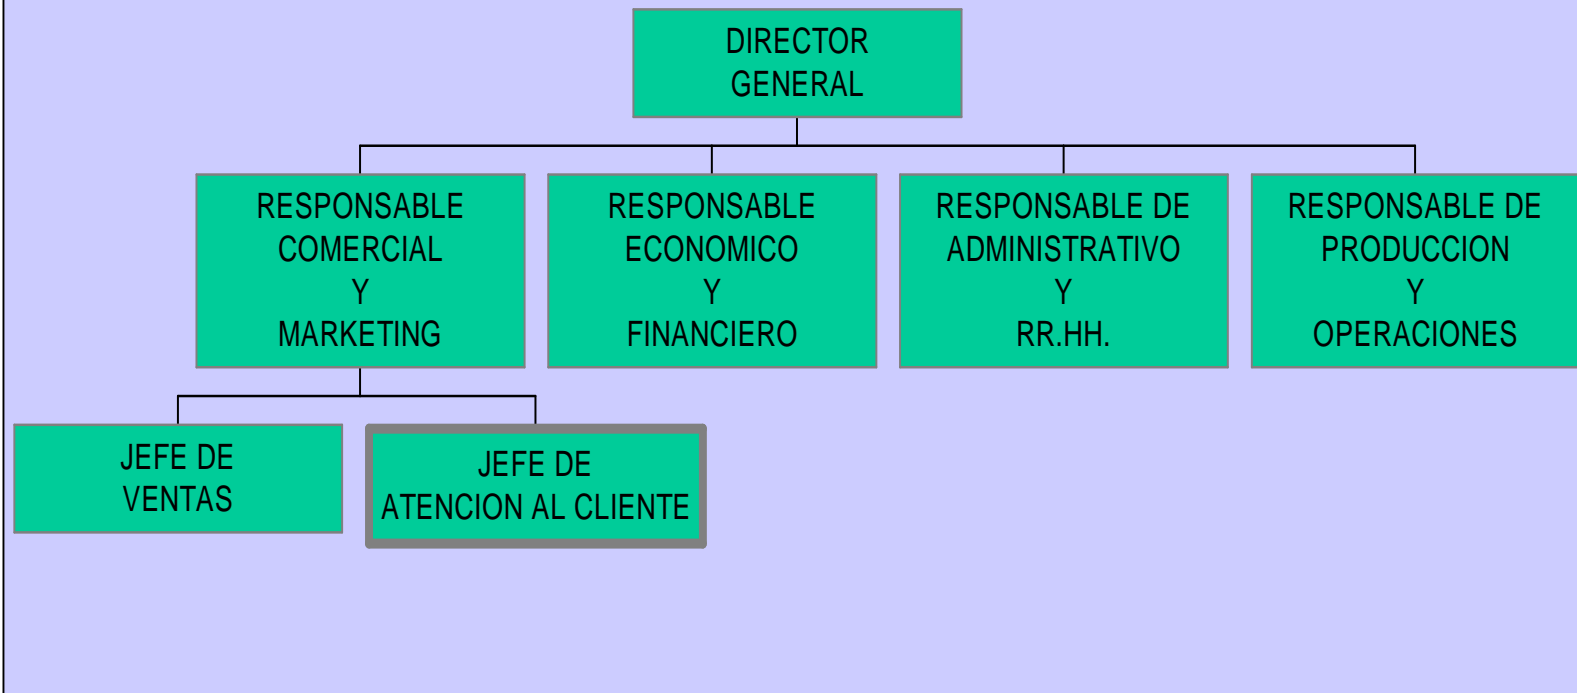 DIRECTOR
GENERAL
RESPONSABLE
COMERCIAL
Y
MARKETING
RESPONSABLE
ECONOMICO
Y
FINANCIERO
RESPONSABLE DE
ADMINISTRATIVO
Y
RR.HH.
RESPONSABLE DE
PRODUCCION
Y
OPERACIONES
JEFE DE
VENTAS
JEFE DE
ATENCION AL CLIENTE